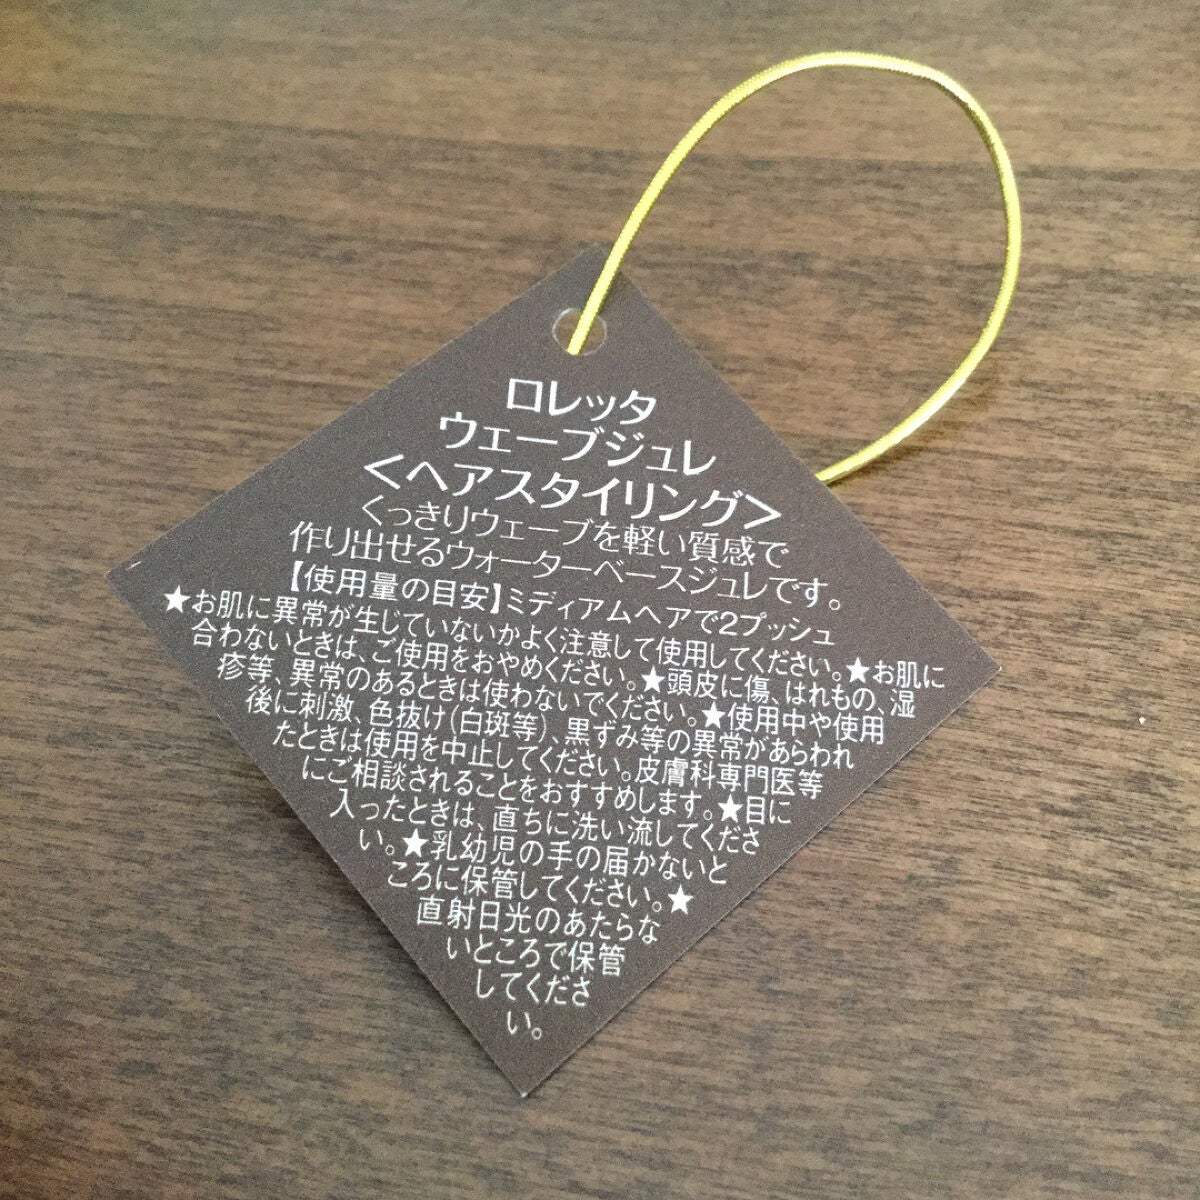 ロレッタ
ウェーブジュレ
<ヘアスタイリング>
くっきりウェーブを軽い質感で
作り出せるウォーターベースジュレです。
【使用量の目安】ミディアムヘアで2プッシュ
★お肌に異常が生じていないかよく注意して使用してください。★お肌に
合わないときは、ご使用をおやめください。★頭皮に傷、はれもの、湿
疹等、異常のあるときは使わないでください。★使用中や使用
後に刺激、色抜け(白斑等)、黒ずみ等の異常があらわれ
たときは使用を中止してください。皮膚科専門医等
にご相談されることをおすすめします。★目に
入ったときは、直ちに洗い流してくださ
い。★乳幼児の手の届かないと
ころに保管してください。★
直射日光のあたらな
いところで保管
してくださ
い。